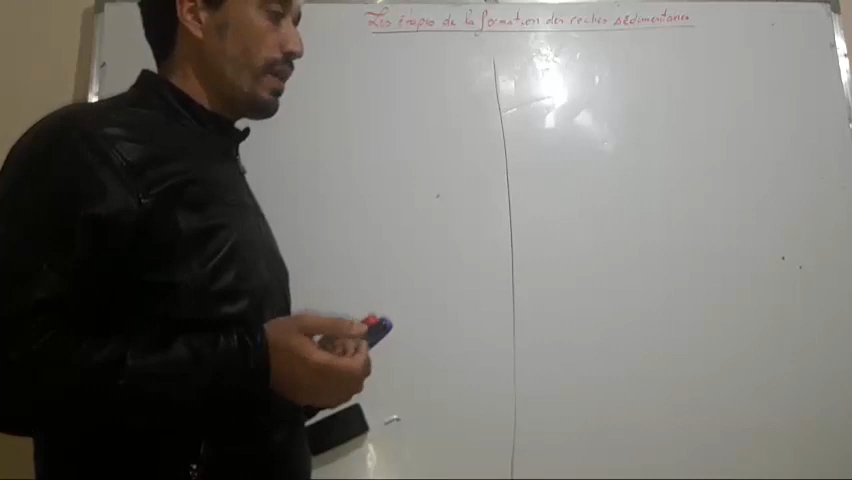 Les étapes de la formation des roches sédimentaires